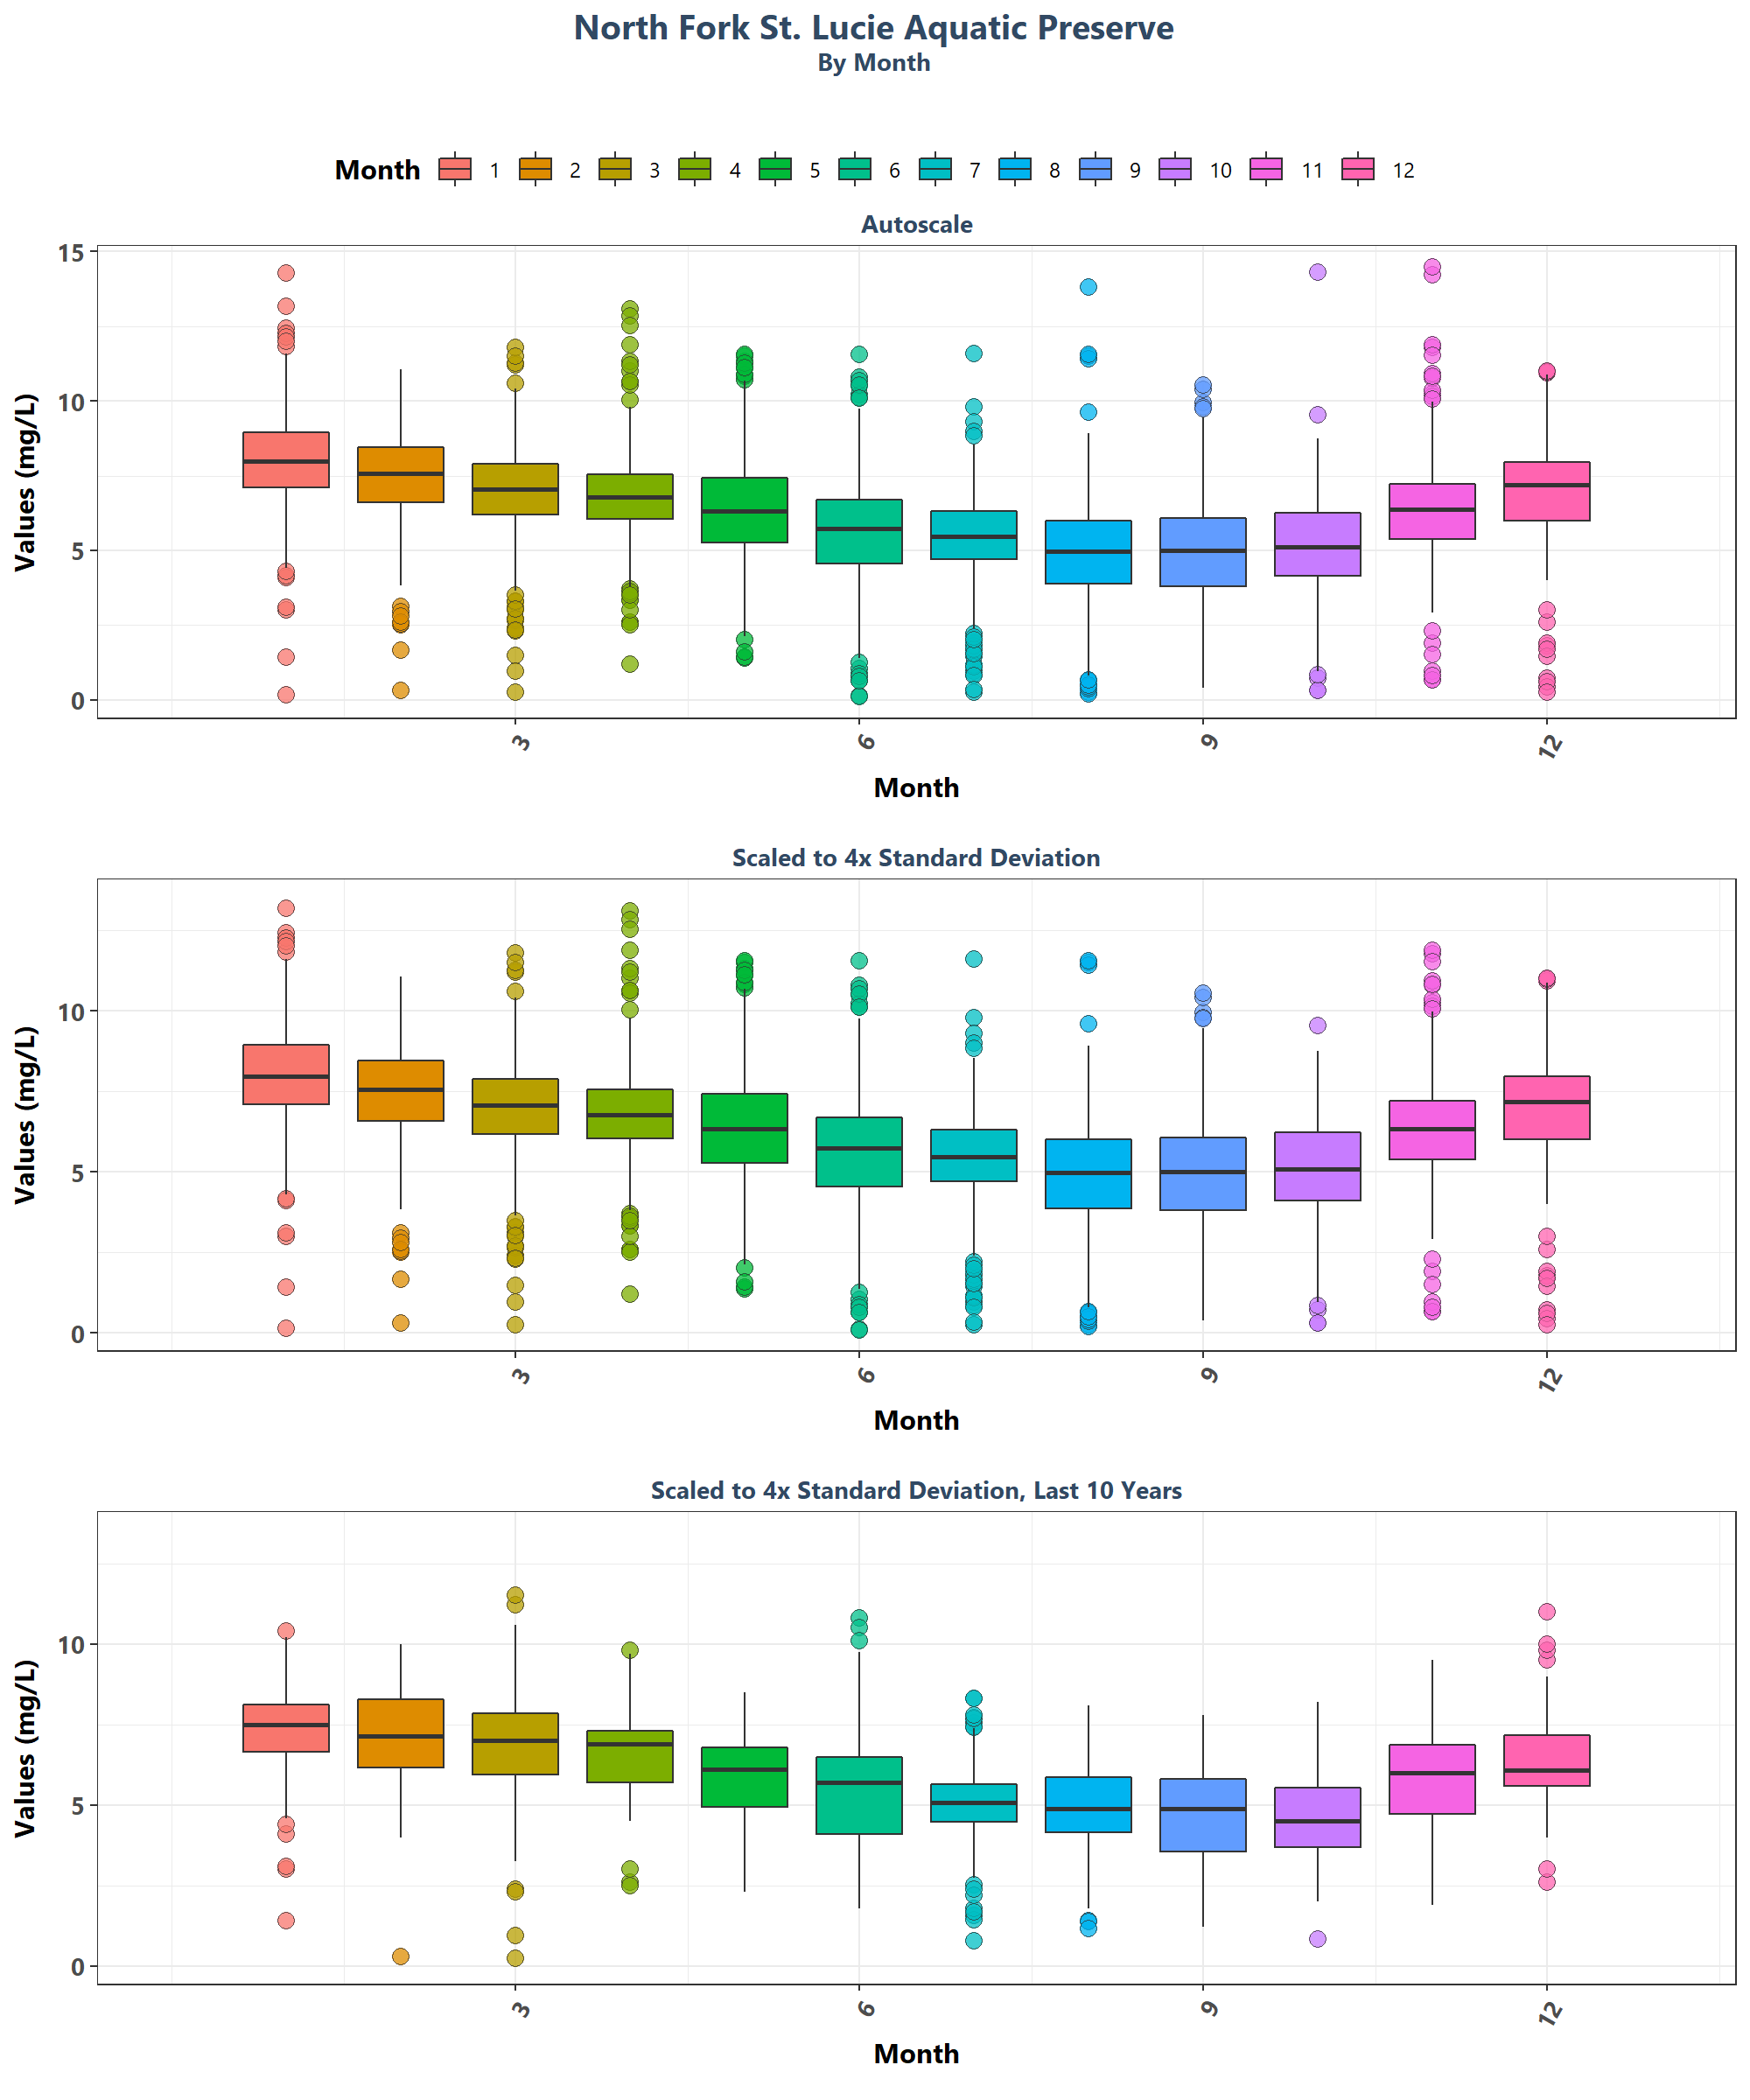 North Fork St. Lucie Aquatic Preserve
By Month
Month 1 2 3 4 5 6 7 8 9 10 11 12
Autoscale
Values (mg/L)
15
10
5
0
3 6 9 12
Month
Scaled to 4x Standard Deviation
Values (mg/L)
10
5
0
3 6 9 12
Month
Scaled to 4x Standard Deviation, Last 10 Years
Values (mg/L)
10
5
0
3 6 9 12
Month